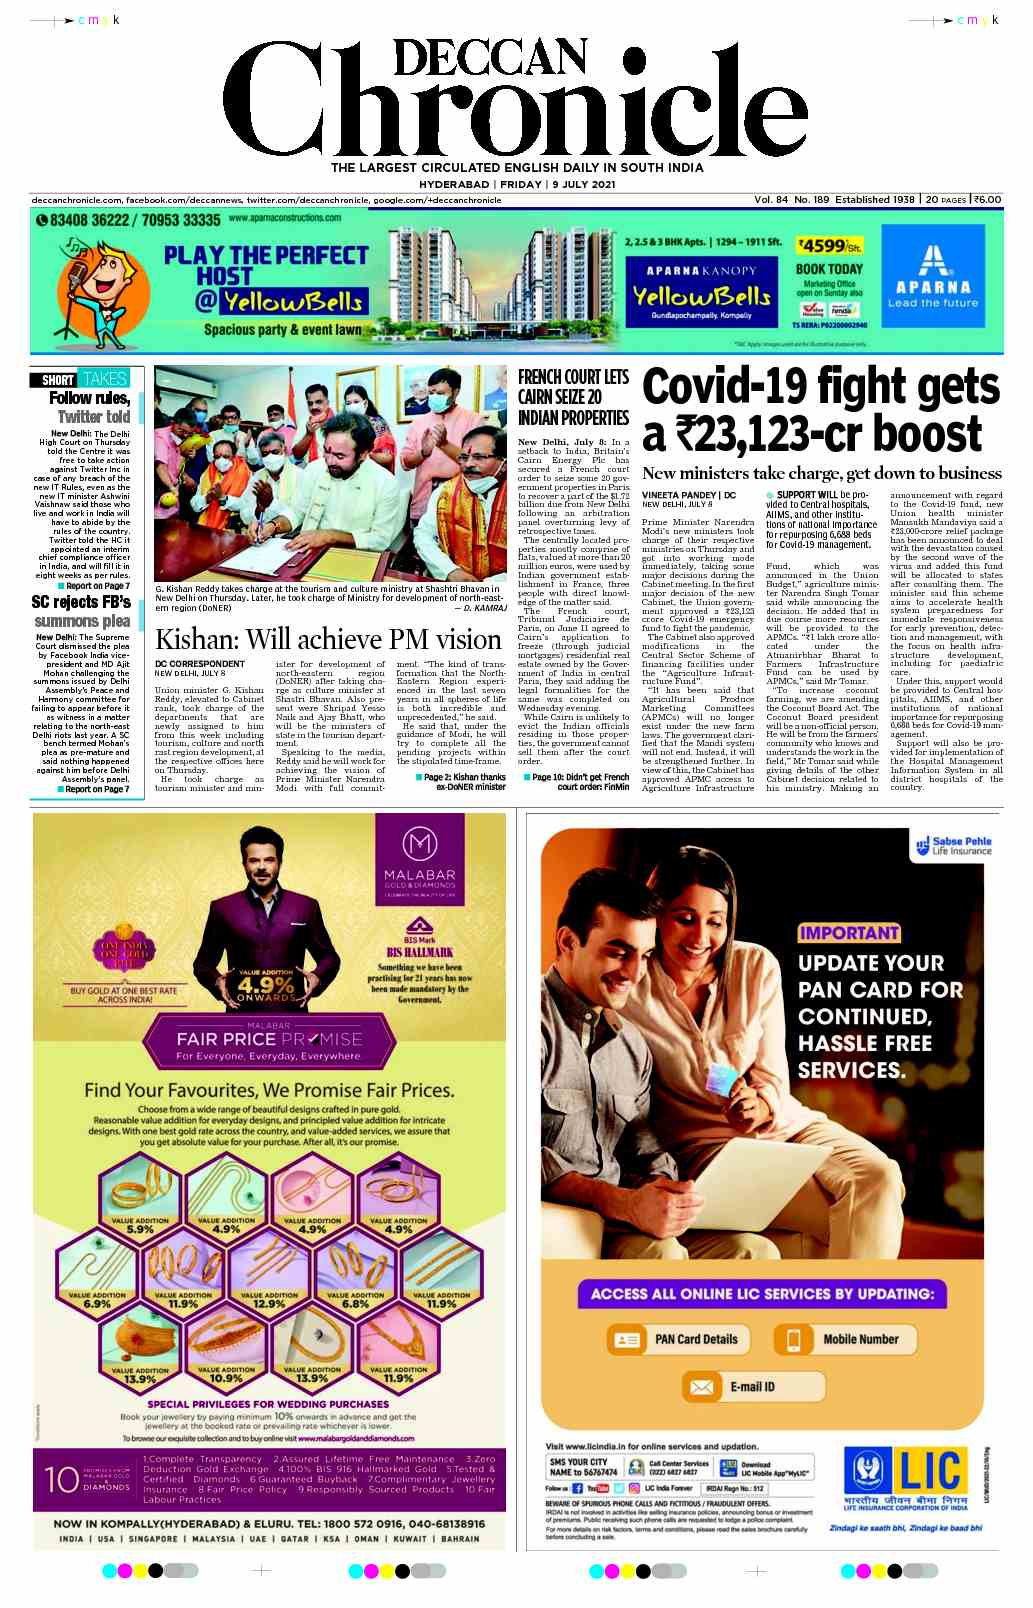 c m y k
c m y k
DECCAN
Chronicle
THE LARGEST CIRCULATED ENGLISH DAILY IN SOUTH INDIA
HYDERABAD | FRIDAY | 9 JULY 2021
deccanchronicle.com, facebook.com/deccannews, twitter.com/deccanchronicle, google.com/+deccanchronicle
Vol. 84 No. 189 Established 1938 | 20 PAGES | ₹6.00
83408 36222 / 70953 33335 www.aparnaconstructions.com
PLAY THE PERFECT
HOST
@ YellowBells
Spacious party & event lawn
2, 2.5 & 3 BHK Apts. | 1294 – 1911 Sft.
APARNA KANOPY
YellowBells
Gundlapochampally, Kompally
₹4599/Sft.
BOOK TODAY
Marketing Office
open on Sunday also
TS RERA: P02200002940
*T&C Apply. Images used are for illustrative purpose only.
APARNA
Lead the future
SHORT TAKES
Follow rules,
Twitter told
New Delhi: The Delhi
High Court on Thursday
told the Centre it was
free to take action
against Twitter Inc in
case of any breach of the
new IT Rules, even as the
new IT minister Ashwini
Vaishnaw said those who
live and work in India will
have to abide by the
rules of the country.
Twitter told the HC it
appointed an interim
chief compliance officer
in India, and will fill it in
eight weeks as per rules.
Report on Page 7
SC rejects FB's
summons plea
New Delhi: The Supreme
Court dismissed the plea
by Facebook India vice-
president and MD Ajit
Mohan challenging the
summons issued by Delhi
Assembly's Peace and
Harmony committee for
failing to appear before it
as witness in a matter
relating to the north-east
Delhi riots last year. A SC
bench termed Mohan's
plea as pre-mature and
said nothing happened
against him before Delhi
Assembly's panel.
Report on Page 7
G. Kishan Reddy takes charge at the tourism and culture ministry at Shashtri Bhavan in
New Delhi on Thursday. Later, he took charge of Ministry for development of north-east-
ern region (DoNER) — D. KAMRAJ
Kishan: Will achieve PM vision
DC CORRESPONDENT
NEW DELHI, JULY 8
Union minister G. Kishan
Reddy, elevated to Cabinet
rank, took charge of the
departments that are
newly assigned to him
from this week including
tourism, culture and north
east region development, at
the respective offices here
on Thursday.
He took charge as
tourism minister and min-
ister for development of
north-eastern region
(DoNER) after taking cha-
rge as culture minister at
Shastri Bhavan. Also pre-
sent were Shripad Yesso
Naik and Ajay Bhatt, who
state in the tourism depart-
ment.
Speaking to the media,
Reddy said he will work for
achieving the vision of
Prime Minister Narendra
Modi with full commit-
ment. "The kind of trans-
formation that the North-
Eastern Region experi-
enced in the last seven
years in all spheres of life
is both incredible and
unprecedented," he said.
He said that, under the
guidance of Modi, he will
try to complete all the
pending projects within
the stipulated time-frame.
Page 2: Kishan thanks
ex-DoNER minister
FRENCH COURT LETS
CAIRN SEIZE 20
INDIAN PROPERTIES
New Delhi, July 8: In a
setback to India, Britain's
Cairn Energy Plc has
secured a French court
order to seize some 20 gov-
ernment properties in Paris
to recover a part of the $1.72
billion due from New Delhi
following an arbitration
panel overturning levy of
retrospective taxes.
The centrally located pro-
perties mostly comprise of
flats, valued at more than 20
million euros, were used by
Indian government estab-
lishment in France, three
people with direct knowl-
edge of the matter said.
The French court,
Tribunal Judiciaire de
Paris, on June 11 agreed to
Cairn's application to
freeze (through judicial
mortgages) residential real
estate owned by the Gover-
nment of India in central
Paris, they said adding the
legal formalities for the
same was completed on
Wednesday evening.
While Cairn is unlikely to
evict the Indian officials
residing in those proper-
ties, the government cannot
sell them after the court
order.
Page 10: Didn't get French
court order: FinMin
Covid-19 fight gets
a ₹23,123-cr boost
New ministers take charge, get down to business
VINEETA PANDEY | DC
NEW DELHI, JULY 8
Prime Minister Narendra
Modi's new ministers took
charge of their respective
ministries on Thursday and
got into working mode
immediately, taking some
major decisions during the
Cabinet meeting. In the first
major decision of the new
Cabinet, the Union govern-
ment approved a ₹23,123
crore Covid-19 emergency
fund to fight the pandemic.
The Cabinet also approved
modifications in the
Central Sector Scheme of
financing facilities under
the "Agriculture Infrast-
ructure Fund".
"It has been said that
Agricultural Produce
Marketing Committees
(APMCs) will no longer
exist under the new farm
laws. The government clari-
fied that the Mandi system
will not end. Instead, it will
be strengthened further. In
view of this, the Cabinet has
approved APMC access to
Agriculture Infrastructure
SUPPORT WILL be pro-
vided to Central hospitals,
AIIMS, and other institu-
tions of national importance
for repurposing 6,688 beds
for Covid-19 management.
Fund, which was
announced in the Union
Budget," agriculture minis-
ter Narendra Singh Tomar
said while announcing the
decision. He added that in
due course more resources
will be provided to the
APMCs. "₹1 lakh crore allo-
cated under the
Atmanirbhar Bharat to
Farmers Infrastructure
Fund can be used by
APMCs," said Mr Tomar.
"To increase coconut
farming, we are amending
the Coconut Board Act. The
Coconut Board president
will be a non-official person.
He will be from the farmers'
community who knows and
understands the work in the
field," Mr Tomar said while
giving details of the other
Cabinet decision related to
his ministry. Making an
announcement with regard
to the Covid-19 fund, new
Union health minister
Mansukh Mandaviya said a
₹23,000-crore relief package
has been announced to deal
with the devastation caused
by the second wave of the
virus and added this fund
will be allocated to states
after consulting them. The
minister said this scheme
aims to accelerate health
system preparedness for
immediate responsiveness
for early prevention, detec-
tion and management, with
the focus on health infra-
structure development,
including for paediatric
care.
Under this, support would
be provided to Central hos-
pitals, AIIMS, and other
institutions of national
importance for repurposing
6,688 beds for Covid-19 man-
agement.
Support will also be pro-
vided for implementation of
the Hospital Management
Information System in all
district hospitals of the
country.
MALABAR
GOLD & DIAMONDS
CELEBRATE THE BEAUTY OF LIFE
ONE INDIA
ONE GOLD
RATE
BUY GOLD AT ONE BEST RATE
ACROSS INDIA!
VALUE ADDITION
4.9%
ONWARDS
BIS Mark
BIS HALLMARK
Something we have been
practising for 21 years has now
been made mandatory by the
Government.
MALABAR
FAIR PRICE PROMISE
For Everyone, Everyday, Everywhere.
Find Your Favourites, We Promise Fair Prices.
Choose from a wide range of beautiful designs crafted in pure gold.
Reasonable value addition for everyday designs, and principled value addition for intricate
designs. With one best gold rate across the country, and value-added services, we assure that
you get absolute value for your purchase. After all, it's our promise.
VALUE ADDITION 5.9%
VALUE ADDITION 4.9%
VALUE ADDITION 4.9%
VALUE ADDITION 4.9%
VALUE ADDITION 6.9%
VALUE ADDITION 11.9%
VALUE ADDITION 12.9%
VALUE ADDITION 6.8%
VALUE ADDITION 11.9%
VALUE ADDITION 13.9%
VALUE ADDITION 10.9%
VALUE ADDITION 13.9%
VALUE ADDITION 11.9%
SPECIAL PRIVILEGES FOR WEDDING PURCHASES
Book your jewellery by paying minimum 10% onwards in advance and get the
jewellery at the booked rate or prevailing rate whichever is lower.
To browse our exquisite collection and to buy online visit www.malabargoldanddiamonds.com
10 PROMISES FROM
MALABAR GOLD
& DIAMONDS
1.Complete Transparency 2.Assured Lifetime Free Maintenance 3.Zero
Deduction Gold Exchange 4.100% BIS 916 Hallmarked Gold 5.Tested &
Certified Diamonds 6.Guaranteed Buyback 7.Complimentary Jewellery
Insurance 8.Fair Price Policy 9.Responsibly Sourced Products 10.Fair
Labour Practices
NOW IN KOMPALLY(HYDERABAD) & ELURU. TEL: 1800 572 0916, 040-68138916
INDIA | USA | SINGAPORE | MALAYSIA | UAE | QATAR | KSA | OMAN | KUWAIT | BAHRAIN
Sabse Pehle
Life Insurance
IMPORTANT
UPDATE YOUR
PAN CARD FOR
CONTINUED,
HASSLE FREE
SERVICES.
ACCESS ALL ONLINE LIC SERVICES BY UPDATING:
PAN Card Details
Mobile Number
E-mail ID
Visit www.licindia.in for online services and updation.
SMS YOUR CITY
NAME to 56767474
Call Center Services
(022) 6827 6827
Download
LIC Mobile App "MyLIC"
Follow us: YouTube LIC India Forever IRDAI Regn No.: 512
BEWARE OF SPURIOUS PHONE CALLS AND FICTITIOUS / FRAUDULENT OFFERS.
IRDAI is not involved in activities like selling insurance policies, announcing bonus or investment
of premiums. Public receiving such phone calls are requested to lodge a police complaint.
For more details on risk factors, terms and conditions, please read the sales brochure carefully
before concluding a sale.
LIC
भारतीय जीवन बीमा निगम
LIFE INSURANCE CORPORATION OF INDIA
Zindagi ke saath bhi, Zindagi ke baad bhi